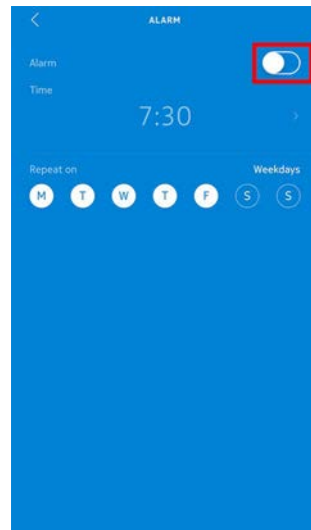 ALARM
Alarm
Time
7:30
Repeat on Weekdays
M T W T F S S